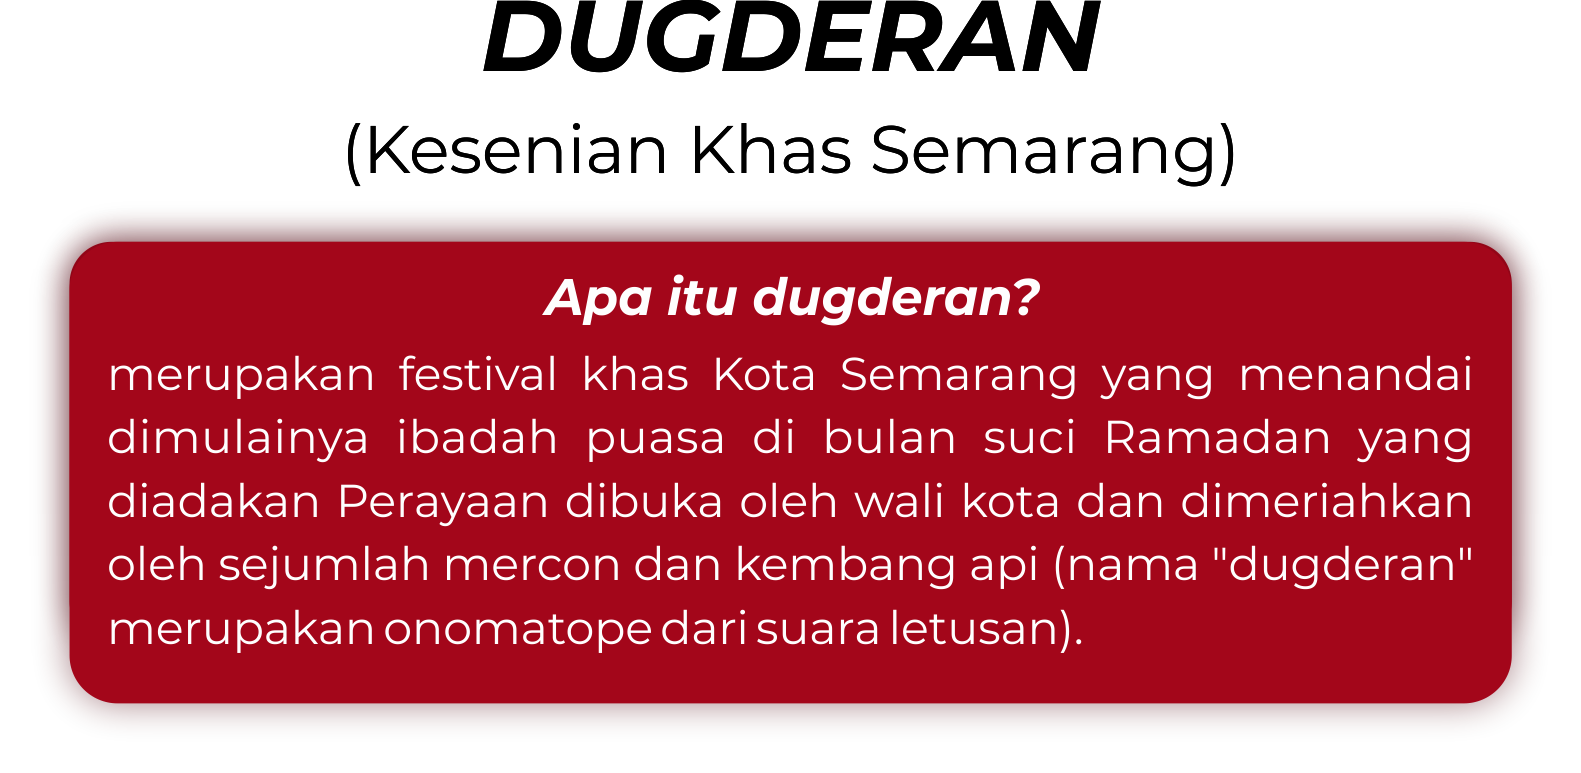 DUGDERAN
(Kesenian Khas Semarang)
Apa itu dugderan?
merupakan festival khas Kota Semarang yang menandai
dimulainya ibadah puasa di bulan suci Ramadan yang
diadakan Perayaan dibuka oleh wali kota dan dimeriahkan
oleh sejumlah mercon dan kembang api (nama "dugderan"
merupakan onomatope dari suara letusan).